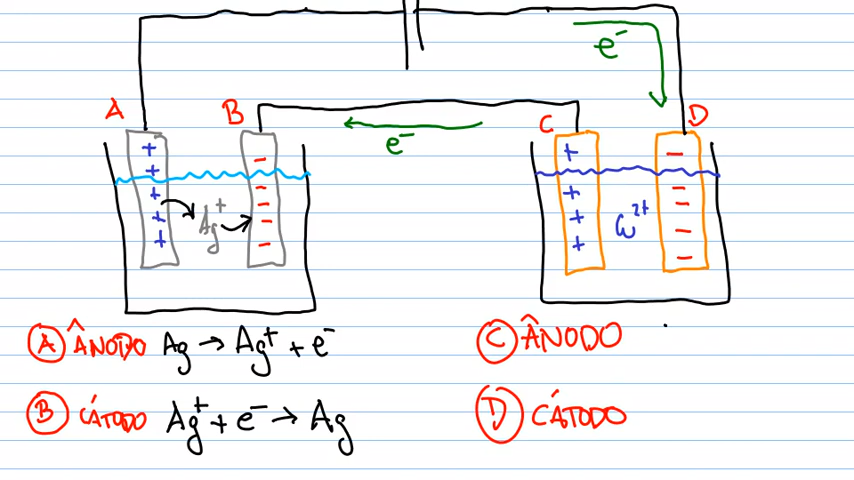 e⁻
A
B
C
D
e⁻
+
-
+
-
+
-
+
-
+
-
+
-
+
-
+
-
+
-
Ag⁺
Cu²⁺
Ⓐ ÂNODO Ag → Ag⁺ + e⁻
Ⓒ ÂNODO
Ⓑ CÁTODO Ag⁺ + e⁻ → Ag
Ⓓ CÁTODO